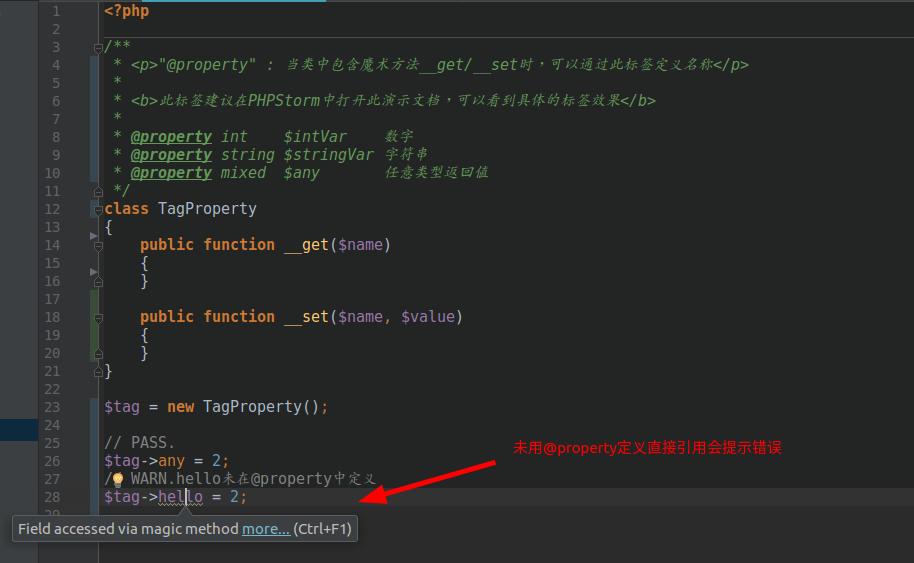 1 <?php
2
3 /**
4  * <p>"@property" : 当类中包含魔术方法__get/__set时，可以通过此标签定义名称</p>
5  *
6  * <b>此标签建议在PHPStorm中打开此演示文档，可以看到具体的标签效果</b>
7  *
8  * @property int    $intVar    数字
9  * @property string $stringVar 字符串
10  * @property mixed  $any       任意类型返回值
11  */
12 class TagProperty
13 {
14     public function __get($name)
15     {
16     }
17
18     public function __set($name, $value)
19     {
20     }
21 }
22
23 $tag = new TagProperty();
24
25 // PASS.
未用@property定义直接引用会提示错误
26 $tag->any = 2;
27 / WARN.hello未在@property中定义
28 $tag->hello = 2;
29
Field accessed via magic method more... (Ctrl+F1)